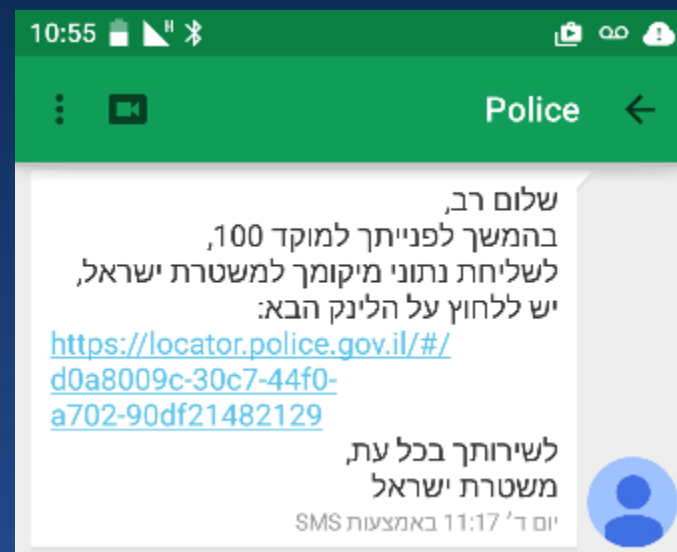 10:55
H
Police
שלום רב,
בהמשך לפנייתך למוקד 100,
לשליחת נתוני מיקומך למשטרת ישראל,
יש ללחוץ על הלינק הבא:
https://locator.police.gov.il/#/
d0a8009c-30c7-44f0-
a702-90df21482129
לשירותך בכל עת,
משטרת ישראל
יום ד׳ 11:17 באמצעות SMS